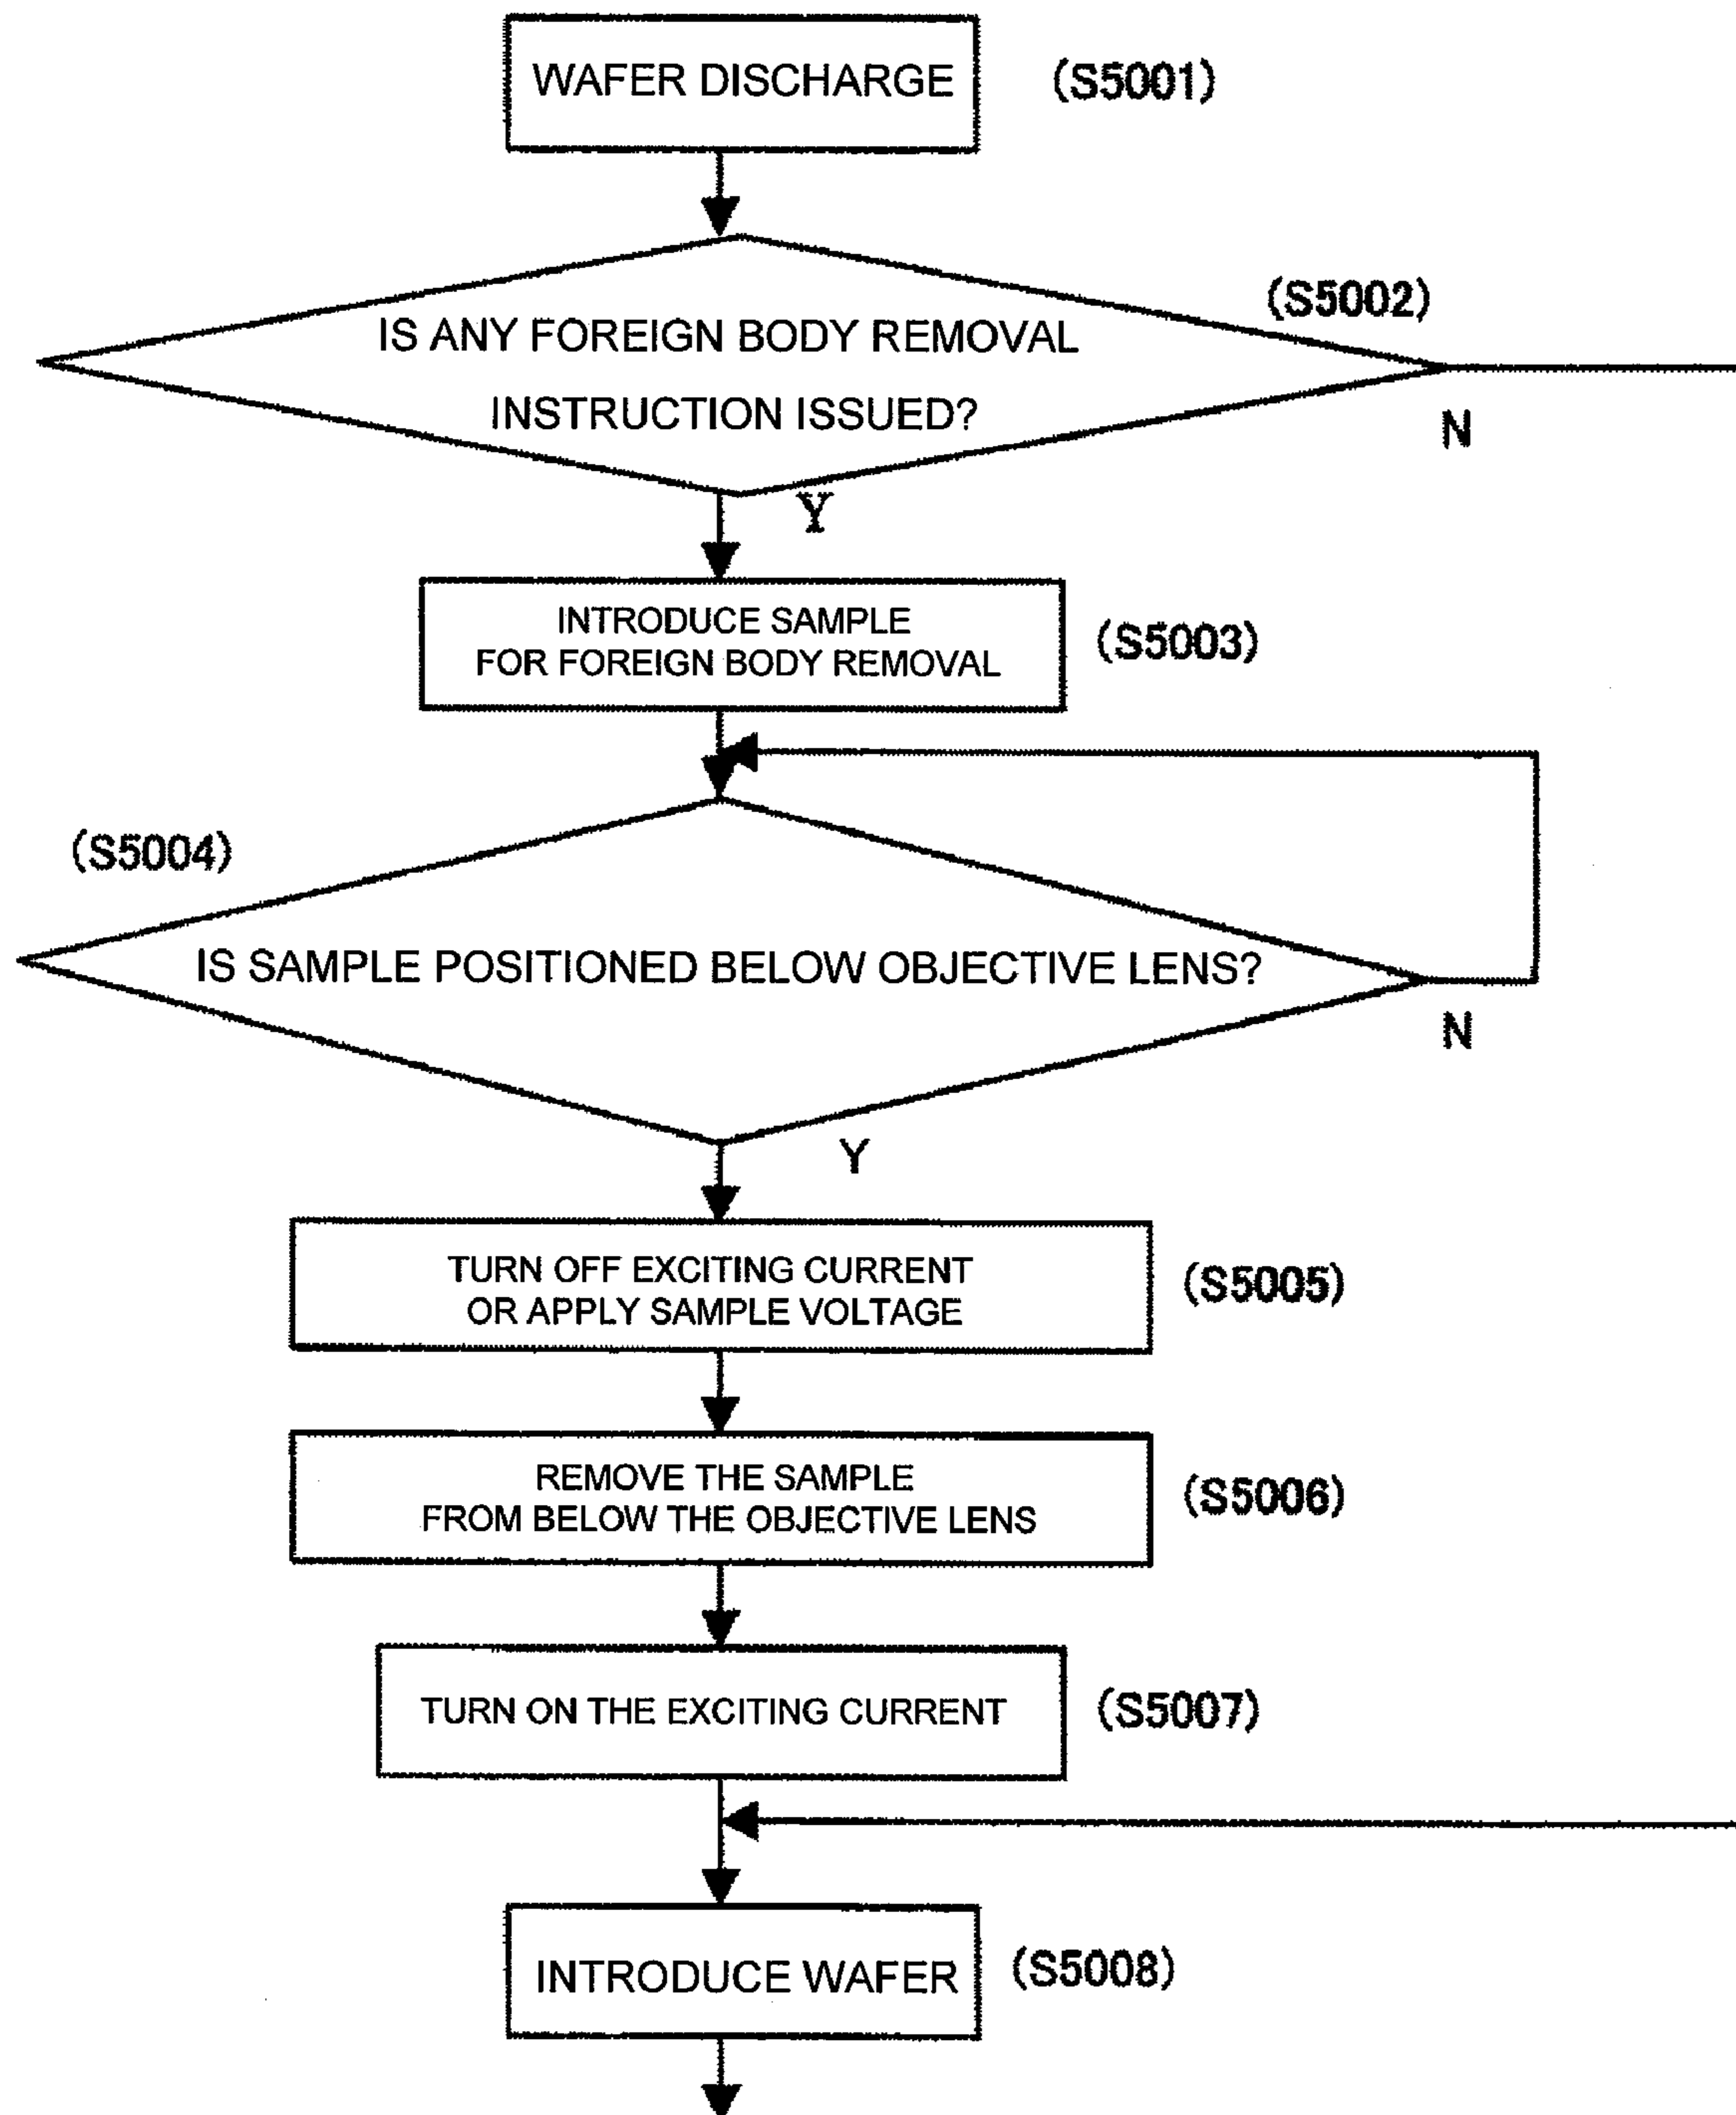 WAFER DISCHARGE
(S5001)
(S5002)
IS ANY FOREIGN BODY REMOVAL
INSTRUCTION ISSUED?
N
Y
INTRODUCE SAMPLE
FOR FOREIGN BODY REMOVAL
(S5003)
(S5004)
IS SAMPLE POSITIONED BELOW OBJECTIVE LENS?
N
Y
TURN OFF EXCITING CURRENT
OR APPLY SAMPLE VOLTAGE
(S5005)
REMOVE THE SAMPLE
FROM BELOW THE OBJECTIVE LENS
(S5006)
TURN ON THE EXCITING CURRENT
(S5007)
INTRODUCE WAFER
(S5008)